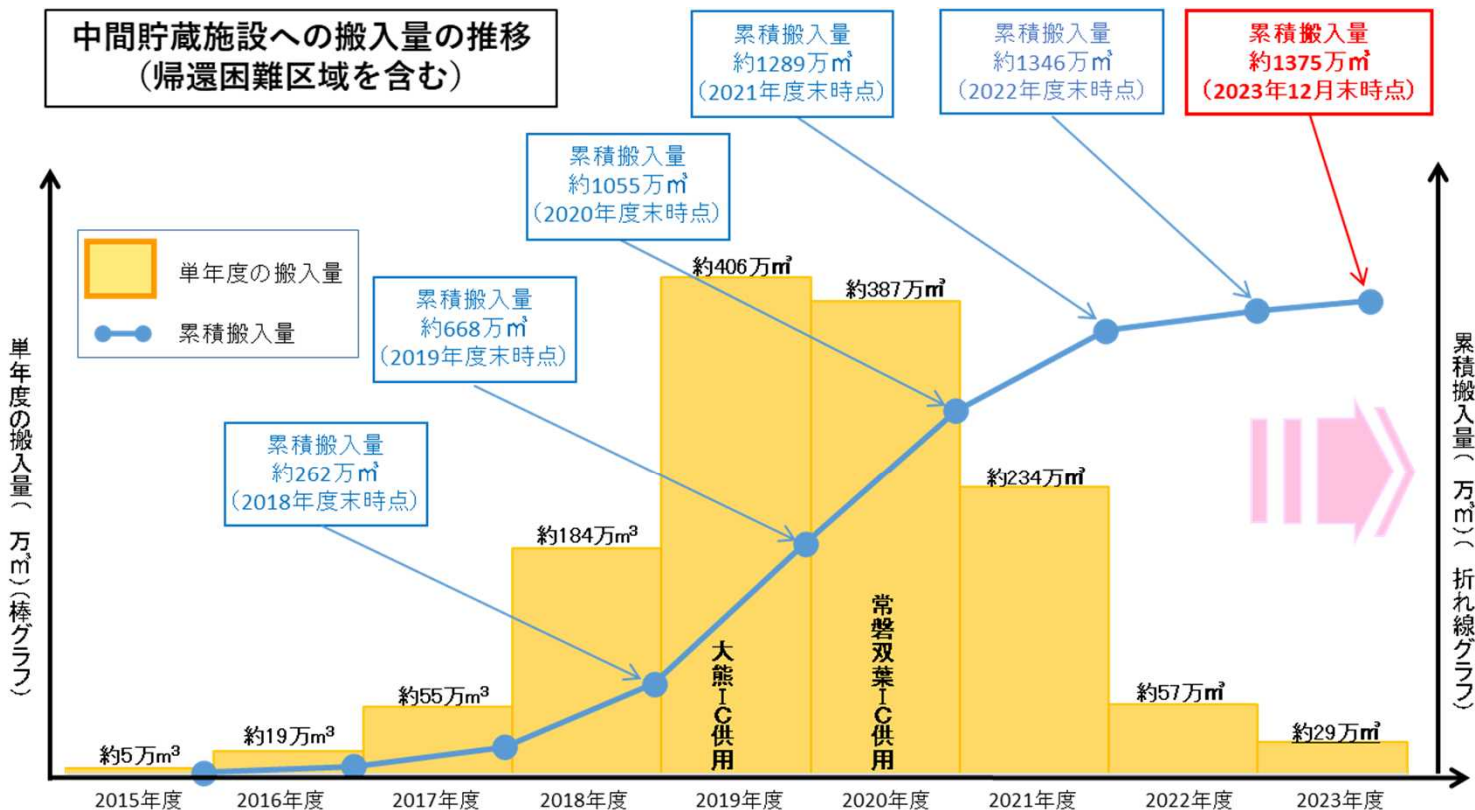 中間貯蔵施設への搬入量の推移
（帰還困難区域を含む）
累積搬入量
約1289万㎥
（2021年度末時点）
累積搬入量
約1346万㎥
（2022年度末時点）
累積搬入量
約1375万㎥
（2023年12月末時点）
累積搬入量
約1055万㎥
（2020年度末時点）
単年度の搬入量
累積搬入量
累積搬入量
約668万㎥
（2019年度末時点）
累積搬入量
約262万㎥
（2018年度末時点）
単年度の搬入量（　万㎥）（棒グラフ）
累積搬入量（　万㎥）（　折れ線グラフ）
約5万m³
約19万m³
約55万m³
約184万m³
約406万㎥
約387万㎥
約234万㎥
約57万㎥
約29万㎥
大熊IC供用
常磐双葉IC供用
2015年度
2016年度
2017年度
2018年度
2019年度
2020年度
2021年度
2022年度
2023年度